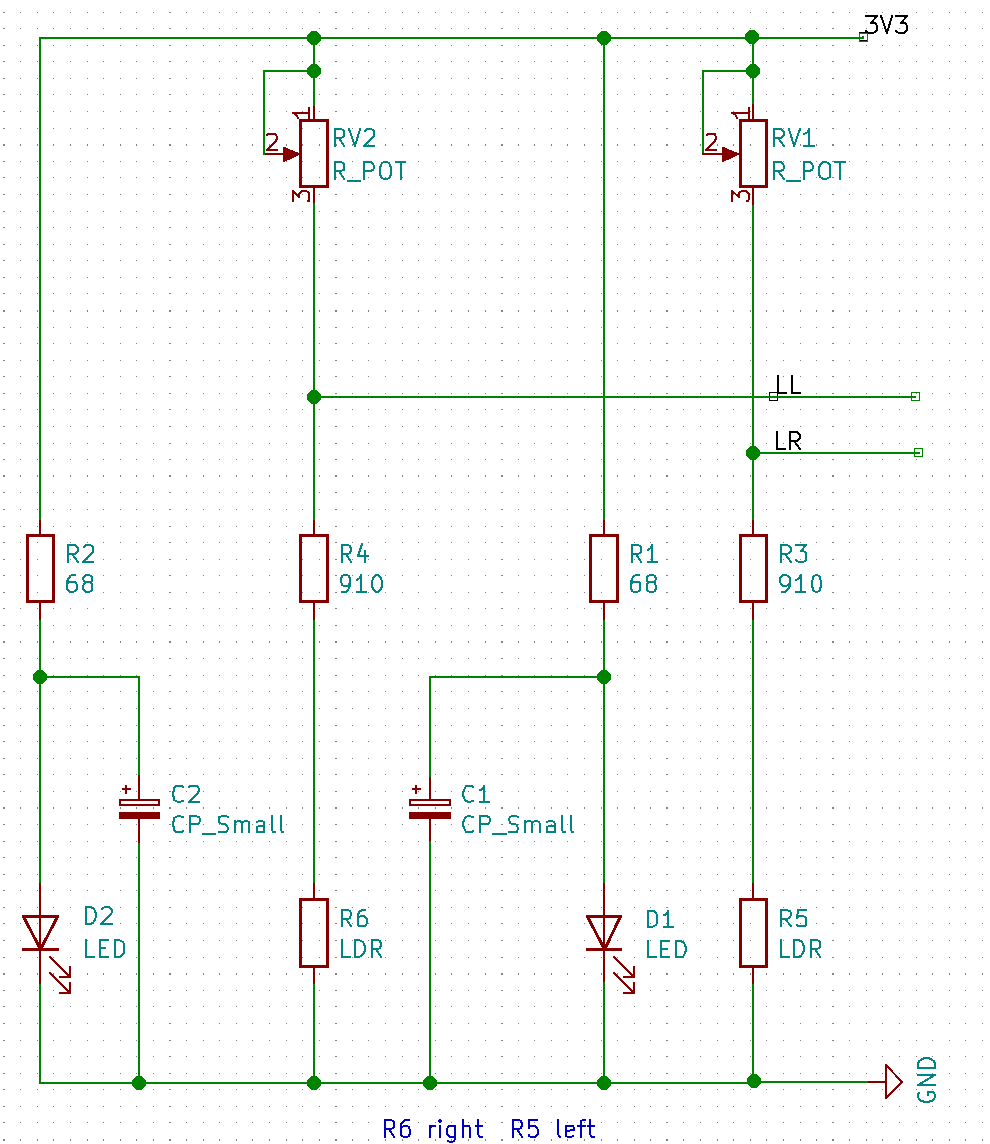 3V3
1
RV2
2
R_POT
3
1
RV1
2
R_POT
3
LL
LR
R2
68
R4
910
R1
68
R3
910
+
C2
CP_Small
+
C1
CP_Small
D2
LED
R6
LDR
D1
LED
R5
LDR
GND
R6 right R5 left